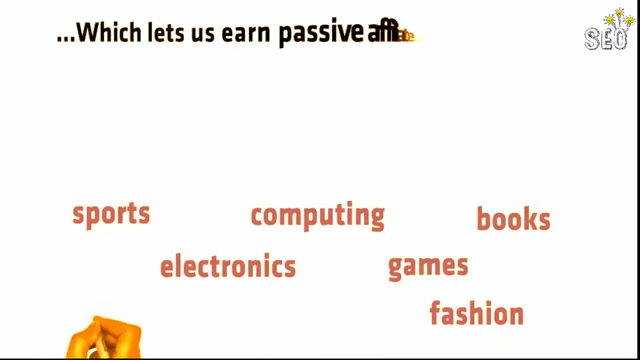 ...Which lets us earn passive
SEO
sports computing books
electronics games
fashion